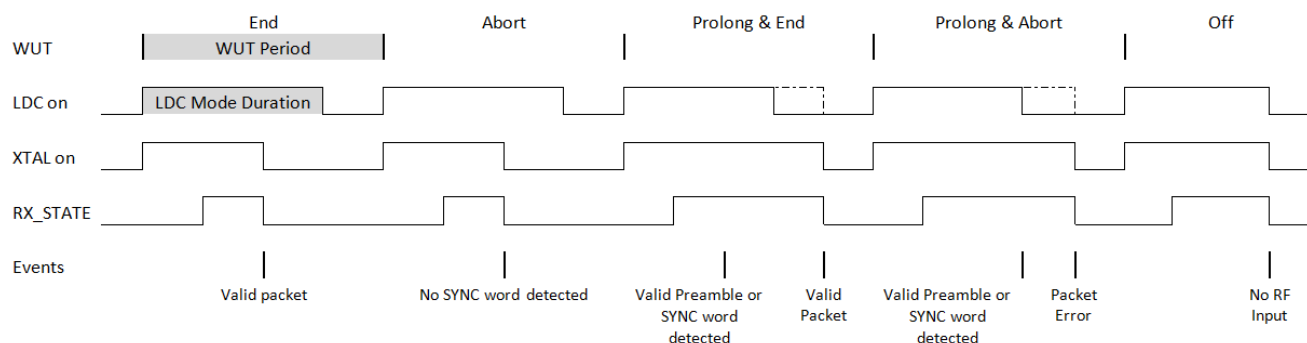 End Abort Prolong & End Prolong & Abort Off
WUT WUT Period
LDC on LDC Mode Duration
XTAL on
RX_STATE
Events
Valid packet No SYNC word detected Valid Preamble or Valid Valid Preamble or Packet No RF
SYNC word Packet SYNC word Error Input
detected detected